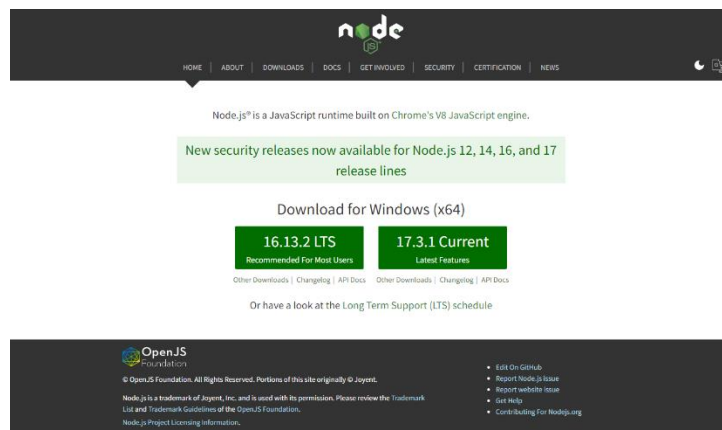 node
JS
HOME | ABOUT | DOWNLOADS | DOCS | GET INVOLVED | SECURITY | CERTIFICATION | NEWS
Node.js® is a JavaScript runtime built on Chrome's V8 JavaScript engine.
New security releases now available for Node.js 12, 14, 16, and 17
release lines
Download for Windows (x64)
16.13.2 LTS
Recommended For Most Users
17.3.1 Current
Latest Features
Other Downloads | Changelog | API Docs
Other Downloads | Changelog | API Docs
Or have a look at the Long Term Support (LTS) schedule
OpenJS
Foundation
© OpenJS Foundation. All Rights Reserved. Portions of this site originally © Joyent.
Node.js is a trademark of Joyent, Inc. and is used with its permission. Please review the Trademark
List and Trademark Guidelines of the OpenJS Foundation.
Node.js Project Licensing Information.
Edit On GitHub
Report Node.js issue
Report website issue
Get Help
Contributing For Nodejs.org